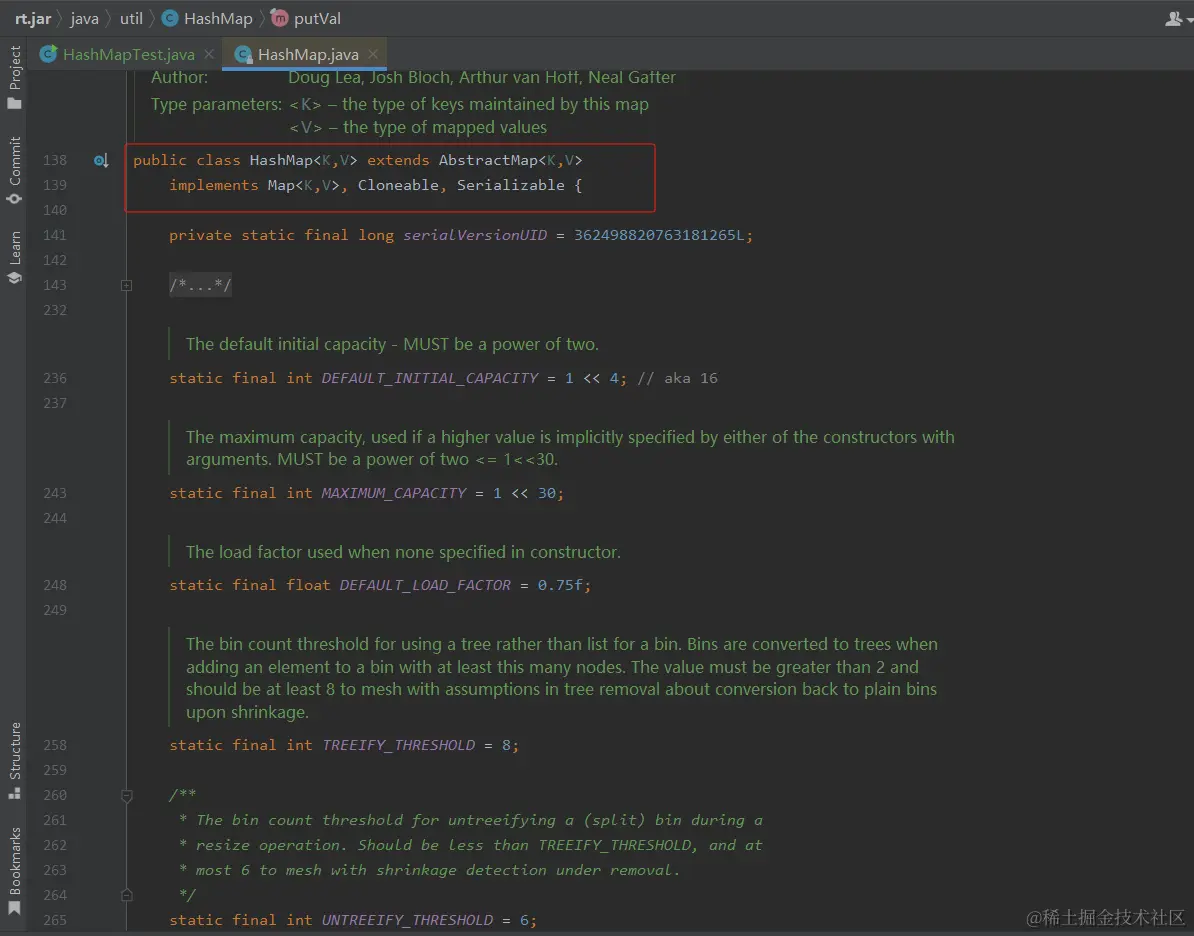 rt.jar java util HashMap putVal
HashMapTest.java HashMap.java
Project
Commit
Learn
Structure
Bookmarks
Author: Doug Lea, Josh Bloch, Arthur van Hoff, Neal Gafter
Type parameters: <K> – the type of keys maintained by this map
<V> – the type of mapped values
138 public class HashMap<K,V> extends AbstractMap<K,V>
139 implements Map<K,V>, Cloneable, Serializable {
140
141 private static final long serialVersionUID = 362498820763181265L;
142
143 /*...*/
232
The default initial capacity - MUST be a power of two.
236 static final int DEFAULT_INITIAL_CAPACITY = 1 << 4; // aka 16
237
The maximum capacity, used if a higher value is implicitly specified by either of the constructors with
arguments. MUST be a power of two <= 1<<30.
243 static final int MAXIMUM_CAPACITY = 1 << 30;
244
The load factor used when none specified in constructor.
248 static final float DEFAULT_LOAD_FACTOR = 0.75f;
249
The bin count threshold for using a tree rather than list for a bin. Bins are converted to trees when
adding an element to a bin with at least this many nodes. The value must be greater than 2 and
should be at least 8 to mesh with assumptions in tree removal about conversion back to plain bins
upon shrinkage.
258 static final int TREEIFY_THRESHOLD = 8;
259
260 /**
261 * The bin count threshold for untreeifying a (split) bin during a
262 * resize operation. Should be less than TREEIFY_THRESHOLD, and at
263 * most 6 to mesh with shrinkage detection under removal.
264 */
265 static final int UNTREEIFY_THRESHOLD = 6;
@稀土掘金技术社区